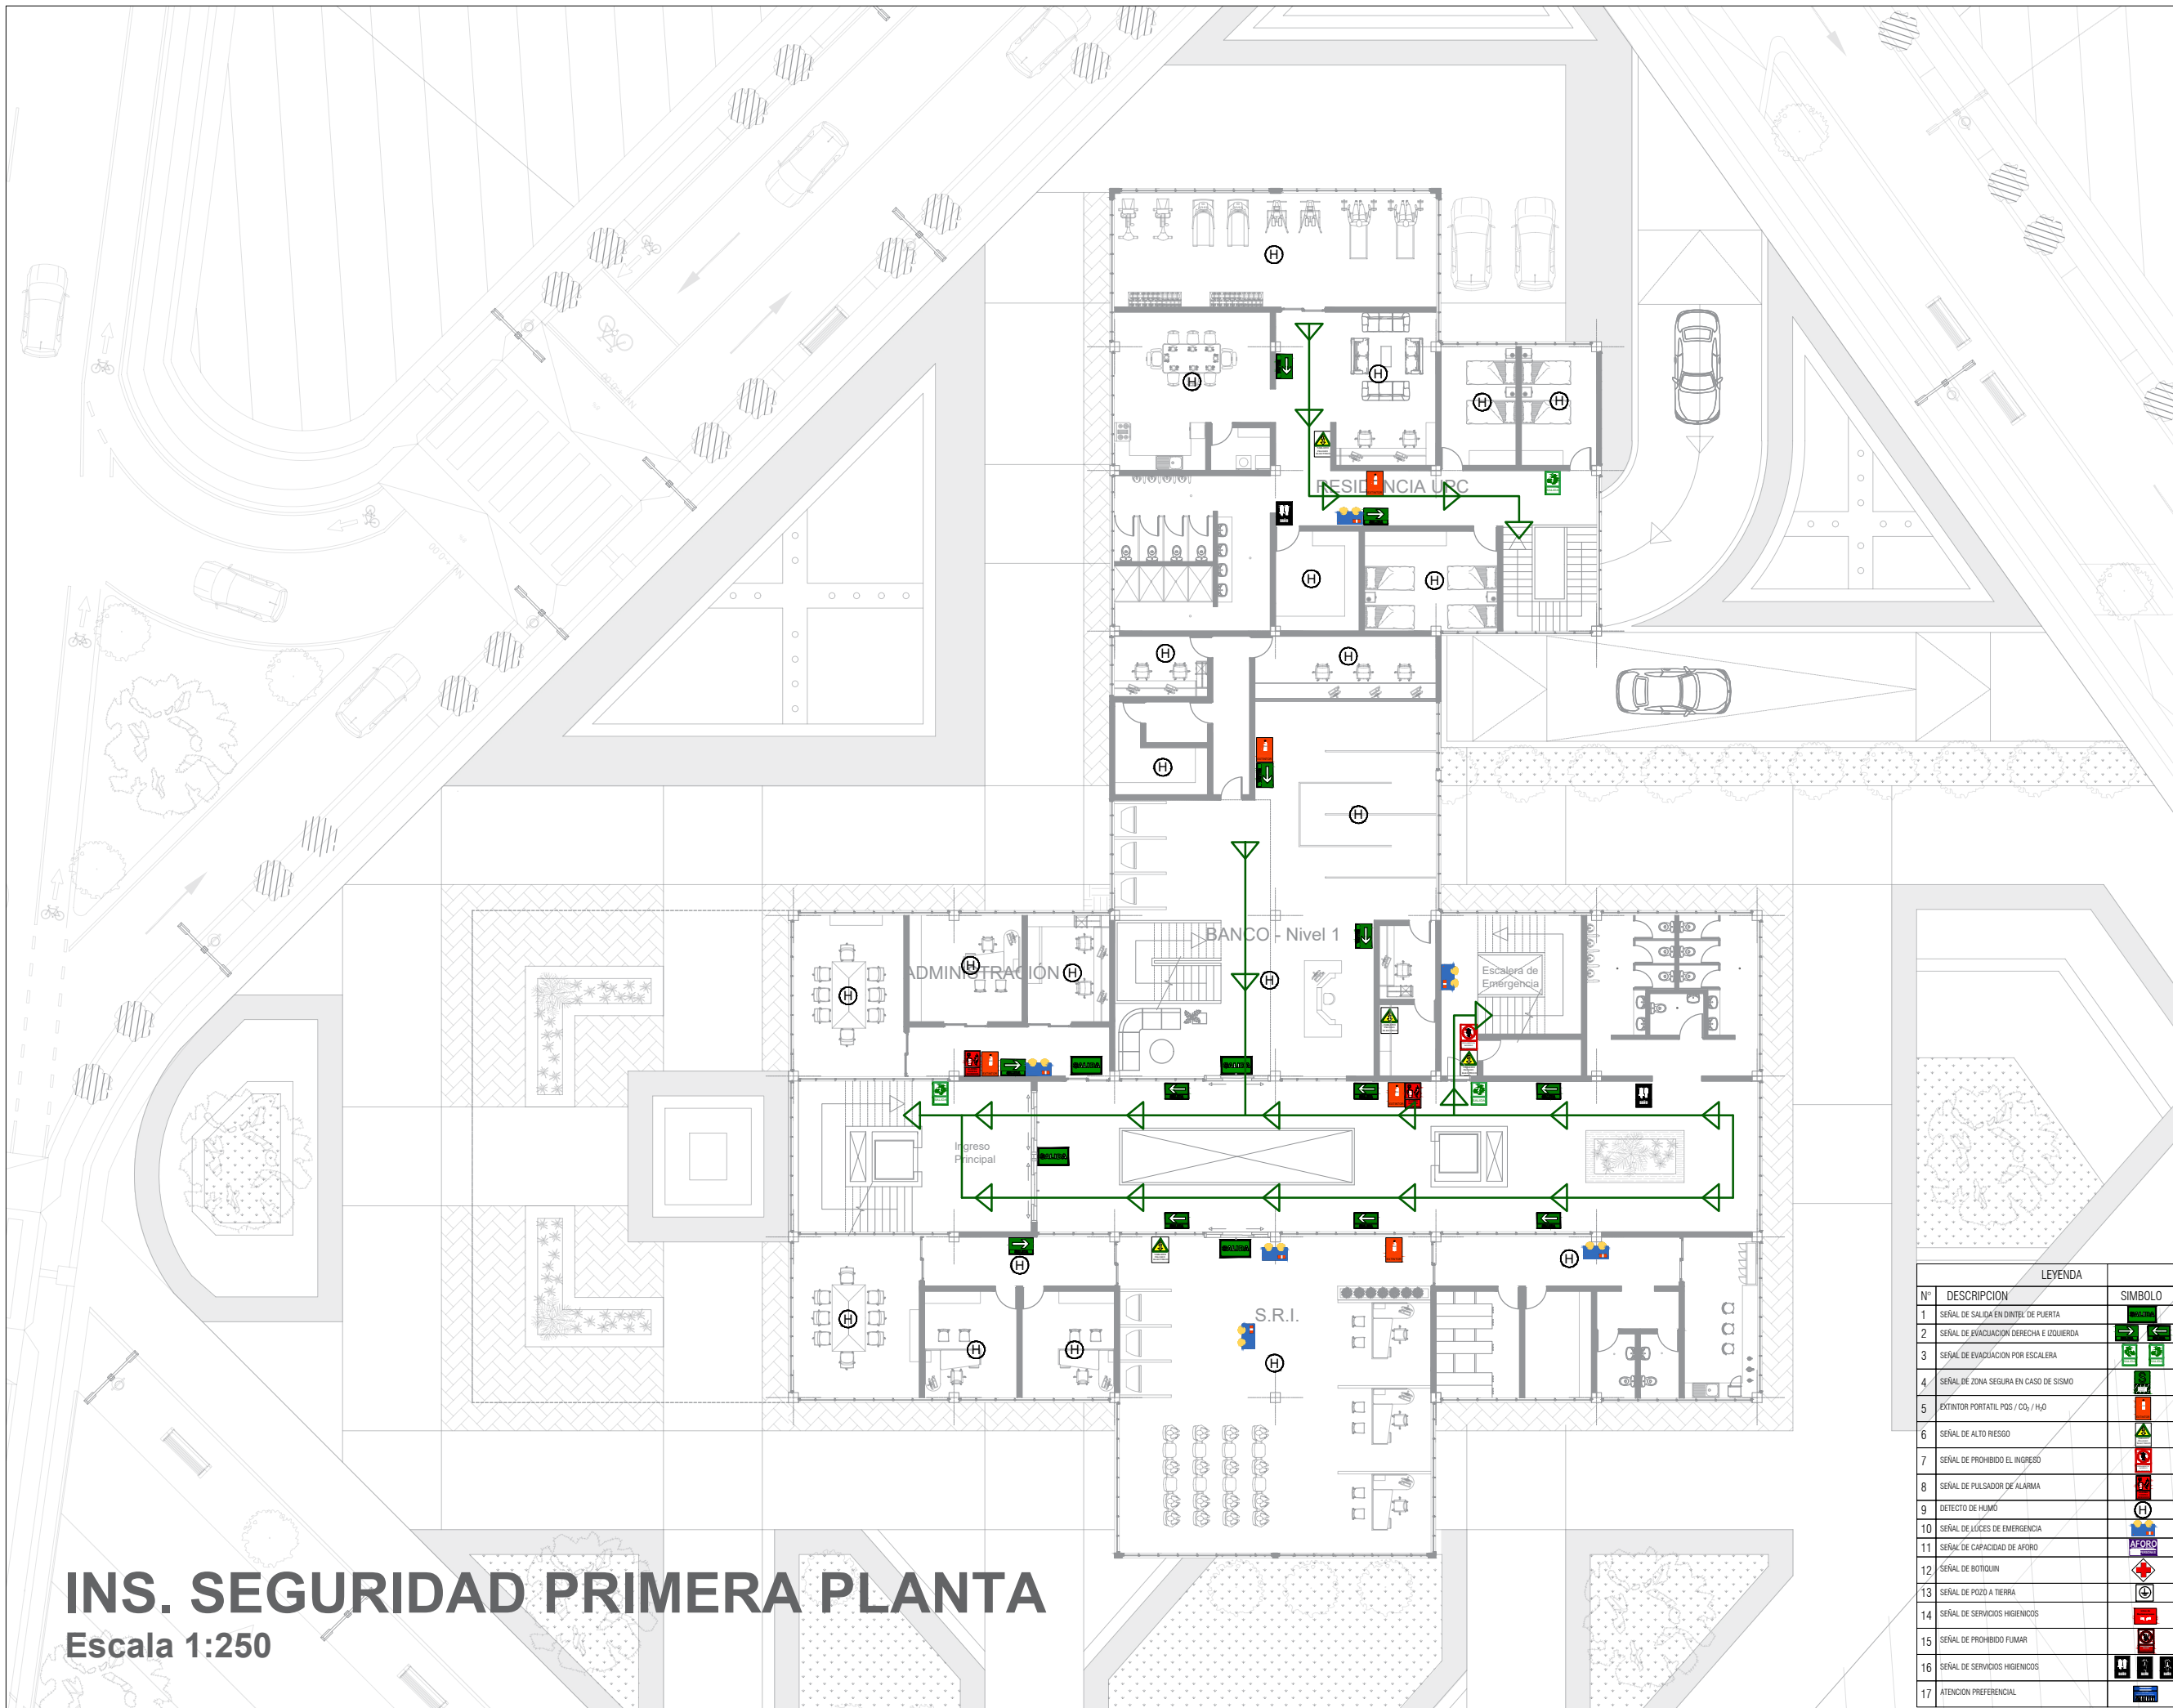 RESIDENCIA UPC
BANCO - Nivel 1
ADMINISTRACIÓN
Escalera de
Emergencia
Ingreso
Principal
S.R.I.
H
INS. SEGURIDAD PRIMERA PLANTA
Escala 1:250
LEYENDA
N° DESCRIPCION SIMBOLO
1 SEÑAL DE SALIDA EN DINTEL DE PUERTA
2 SEÑAL DE EVACUACION DERECHA E IZQUIERDA
3 SEÑAL DE EVACUACION POR ESCALERA
4 SEÑAL DE ZONA SEGURA EN CASO DE SISMO
5 EXTINTOR PORTATIL PQS / CO₂ / H₂O
6 SEÑAL DE ALTO RIESGO
7 SEÑAL DE PROHIBIDO EL INGRESO
8 SEÑAL DE PULSADOR DE ALARMA
9 DETECTO DE HUMO H
10 SEÑAL DE LUCES DE EMERGENCIA
11 SEÑAL DE CAPACIDAD DE AFORO AFORO
12 SEÑAL DE BOTIQUIN
13 SEÑAL DE POZO A TIERRA
14 SEÑAL DE SERVICIOS HIGIENICOS
15 SEÑAL DE PROHIBIDO FUMAR
16 SEÑAL DE SERVICIOS HIGIENICOS
17 ATENCION PREFERENCIAL